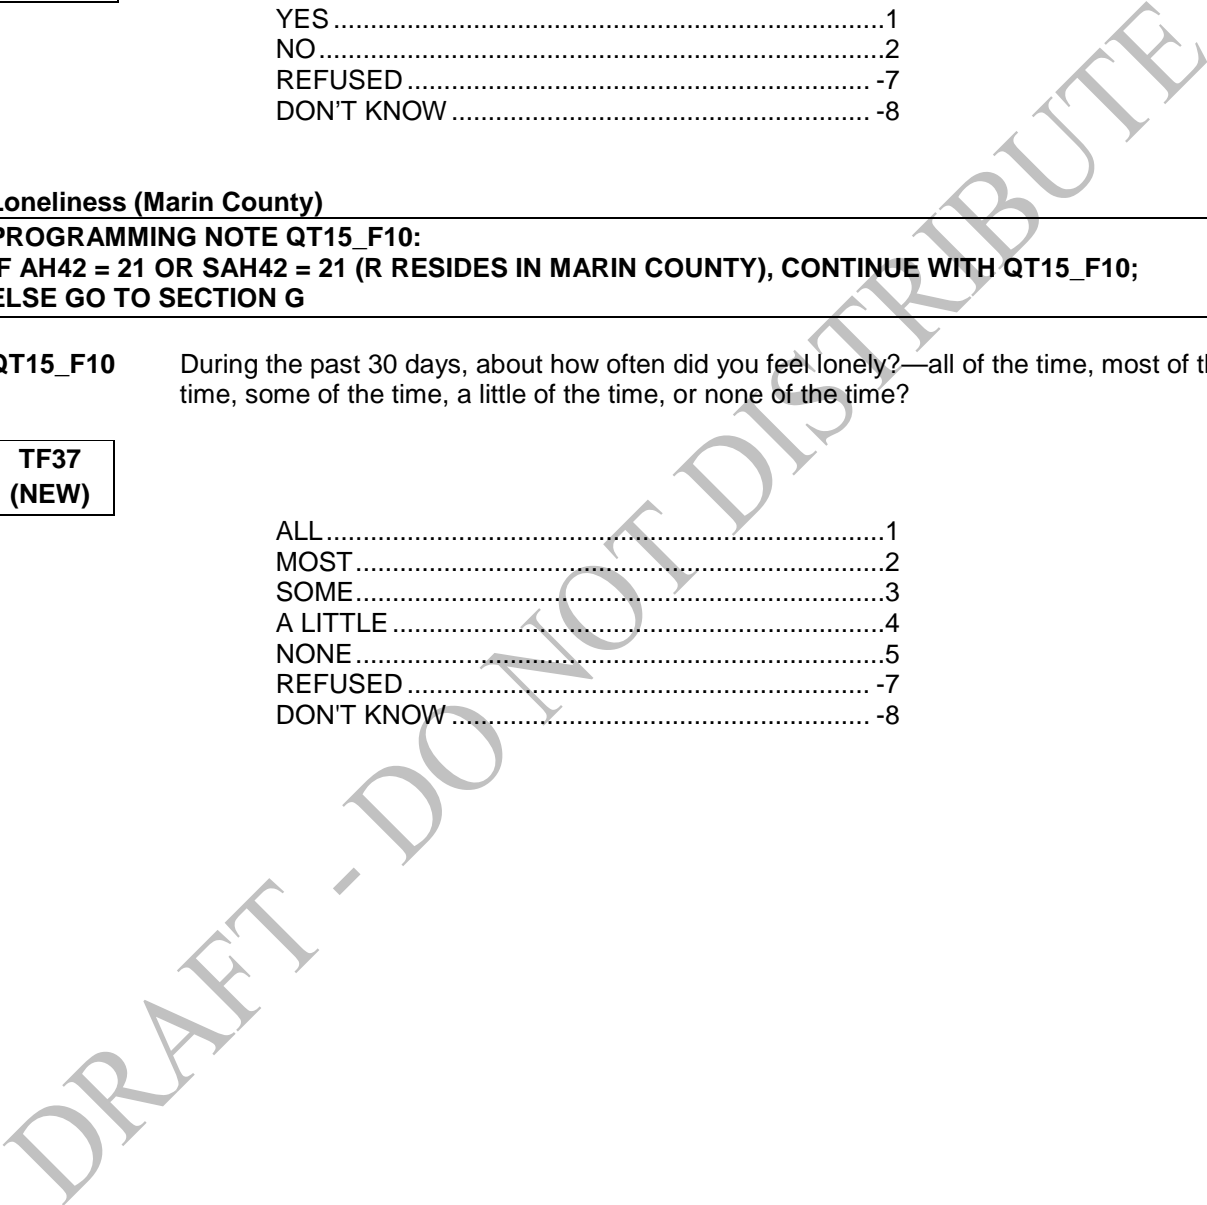 YES.............................................................................1
NO...............................................................................2
REFUSED................................................................ -7
DON'T KNOW.......................................................... -8
Loneliness (Marin County)
PROGRAMMING NOTE QT15_F10:
IF AH42 = 21 OR SAH42 = 21 (R RESIDES IN MARIN COUNTY), CONTINUE WITH QT15_F10;
ELSE GO TO SECTION G
QT15_F10 During the past 30 days, about how often did you feel lonely?—all of the time, most of th
time, some of the time, a little of the time, or none of the time?
TF37
(NEW)
ALL..............................................................................1
MOST..........................................................................2
SOME..........................................................................3
A LITTLE.....................................................................4
NONE..........................................................................5
REFUSED................................................................ -7
DON'T KNOW.......................................................... -8
DRAFT - DO NOT DISTRIBUTE